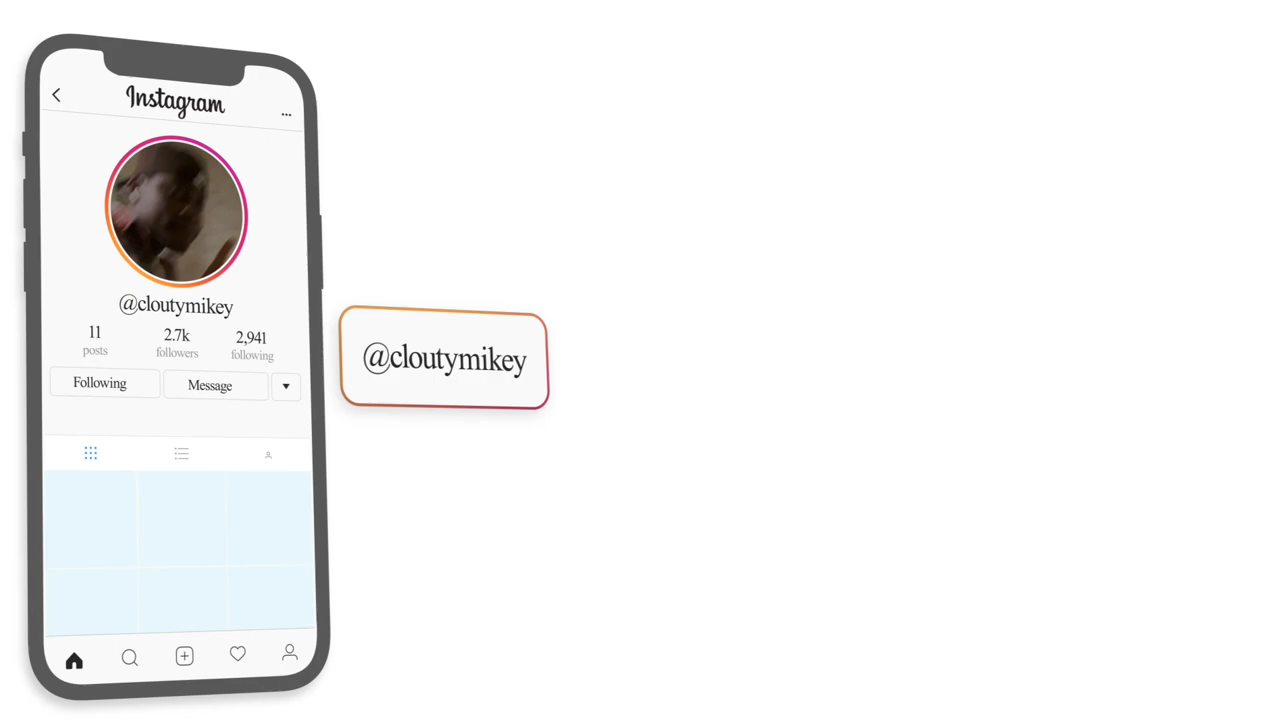 Instagram
@cloutymikey
11 2.7k 2,941
posts followers following
Following Message
@cloutymikey